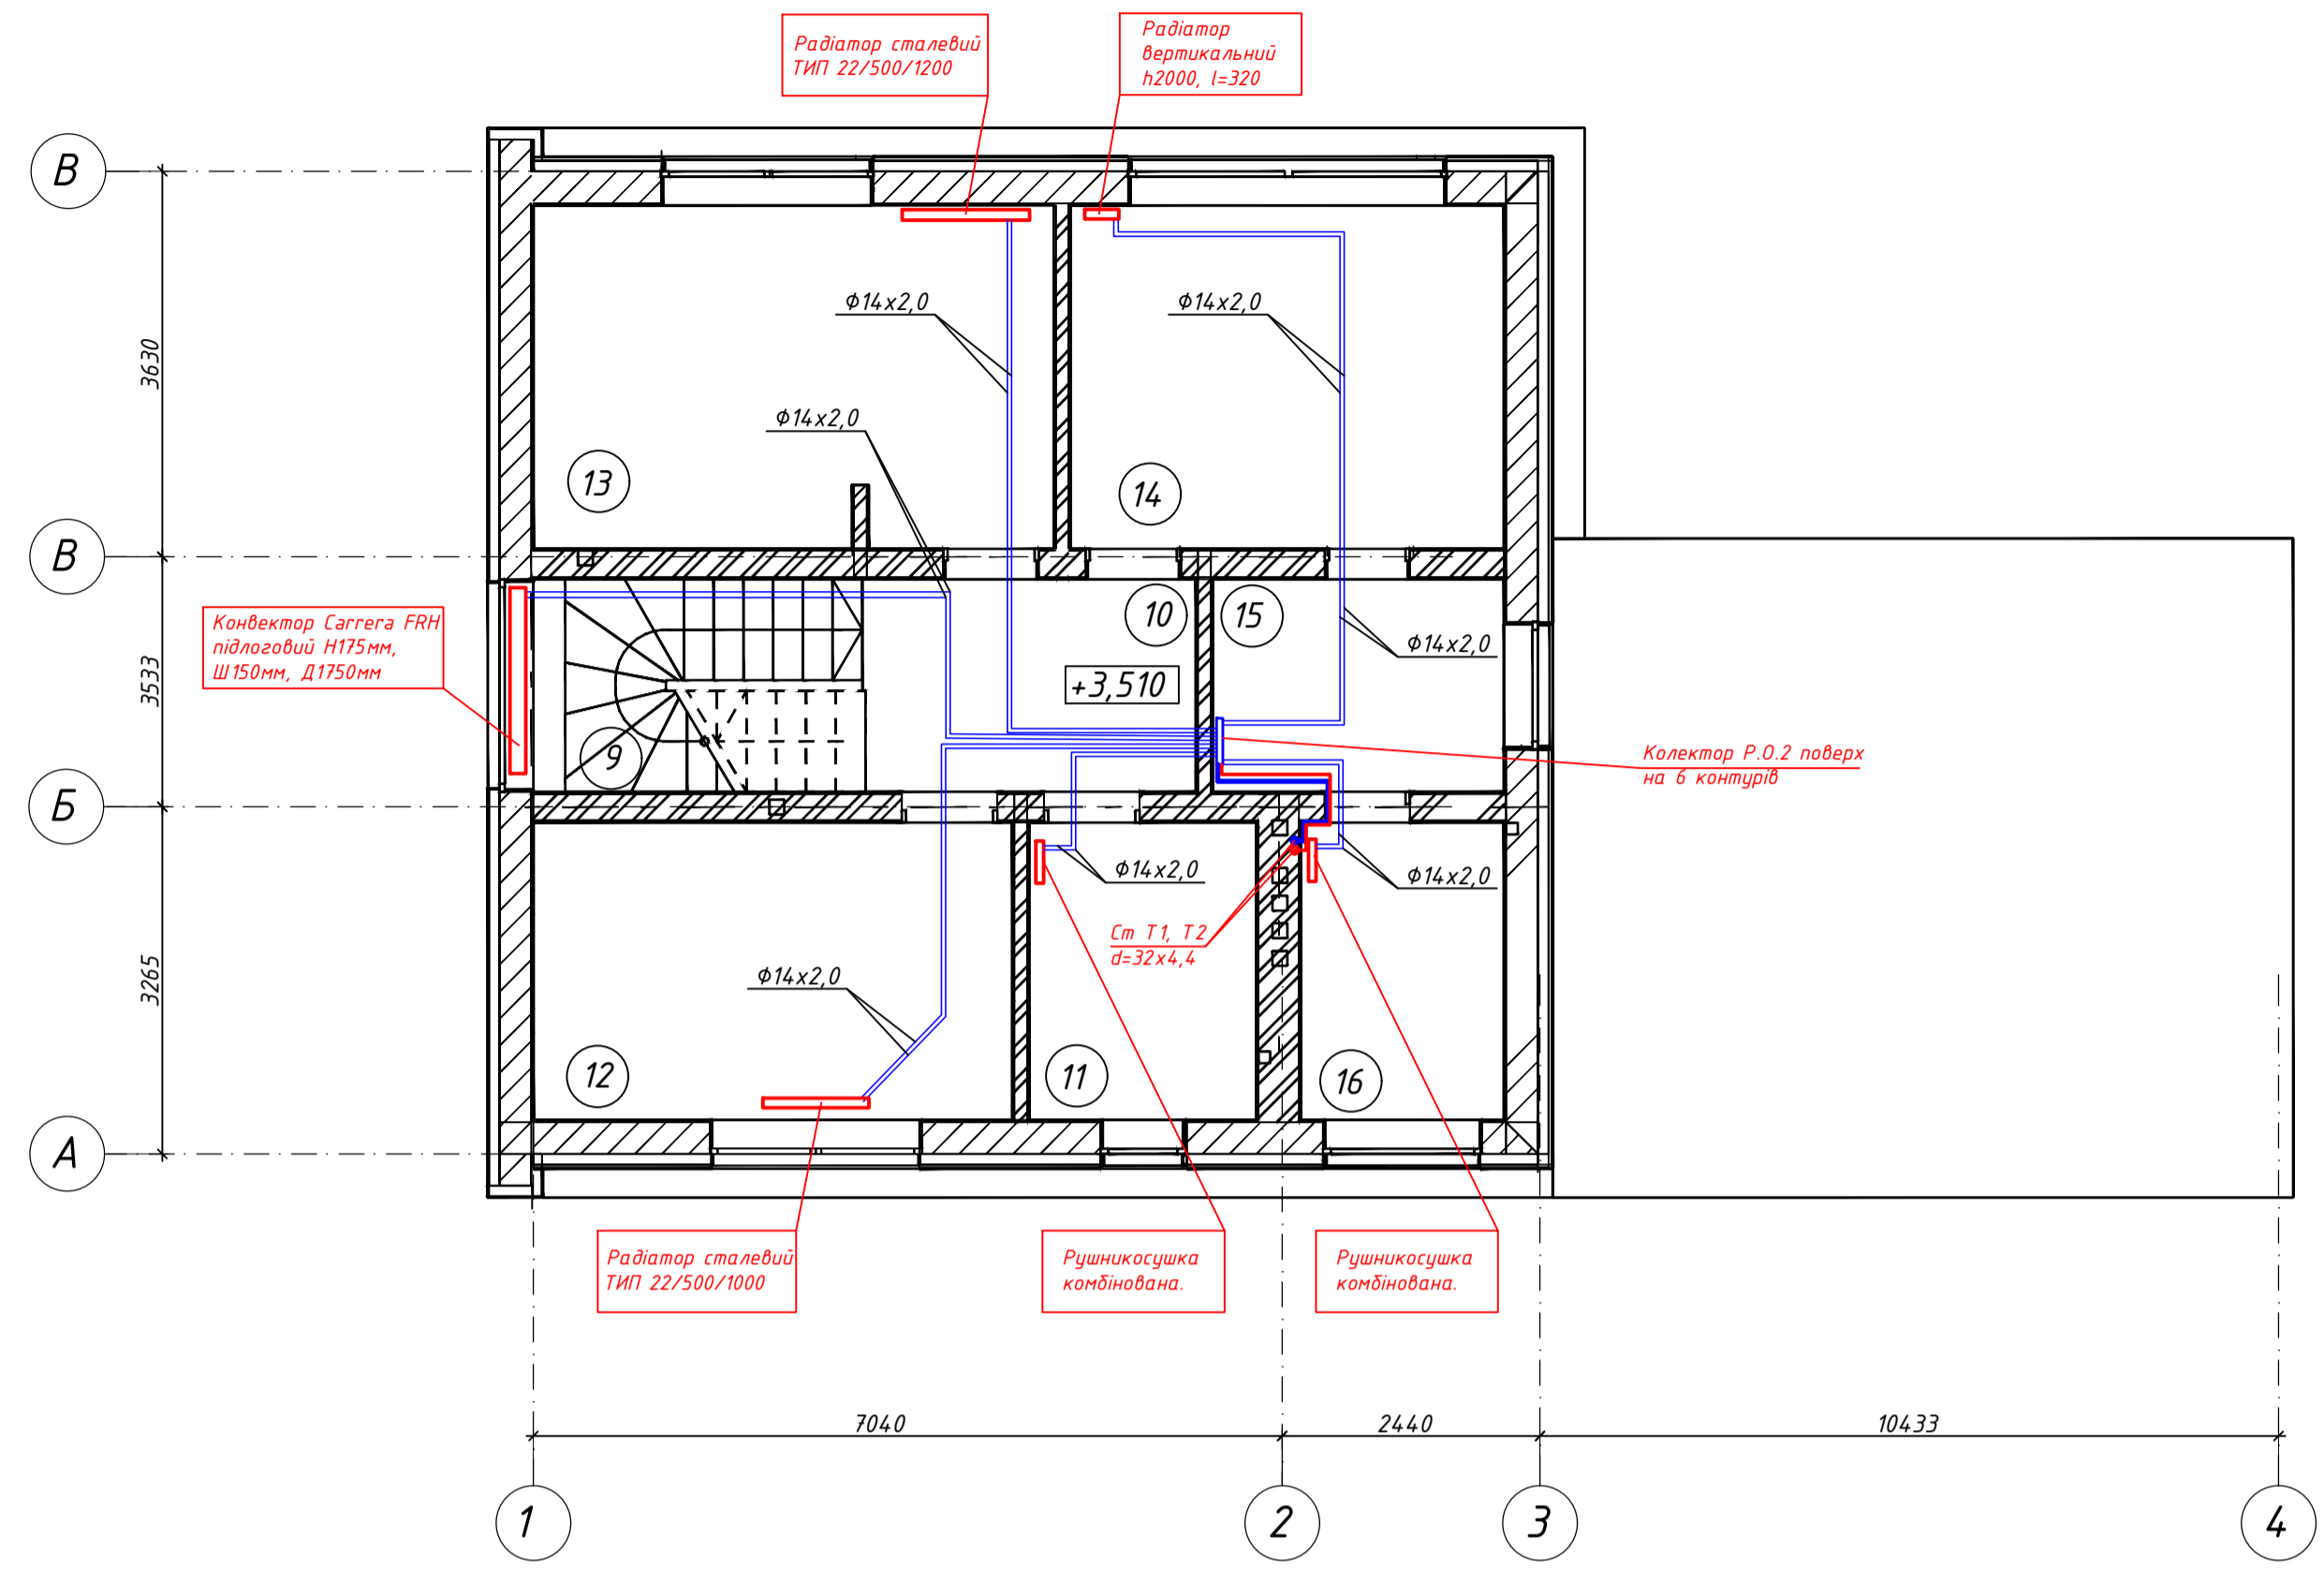 Радіатор сталевий
ТИП 22/500/1200
Радіатор
вертикальний
h2000, l=320
В
Ф14х2,0
Ф14х2,0
3630
Ф14х2,0
13
14
В
10
15
Конвектор Carrera FRH
підлоговий Н175мм,
Ш150мм, Д1750мм
Ф14х2,0
+3,510
3533
9
Колектор Р.О.2 поверх
на 6 контурів
Б
Ф14х2,0
Ф14х2,0
Ст Т1, Т2
d=32х4,4
3265
Ф14х2,0
12
11
16
А
Радіатор сталевий
ТИП 22/500/1000
Рушникосушка
комбінована.
Рушникосушка
комбінована.
7040
2440
10433
1
2
3
4